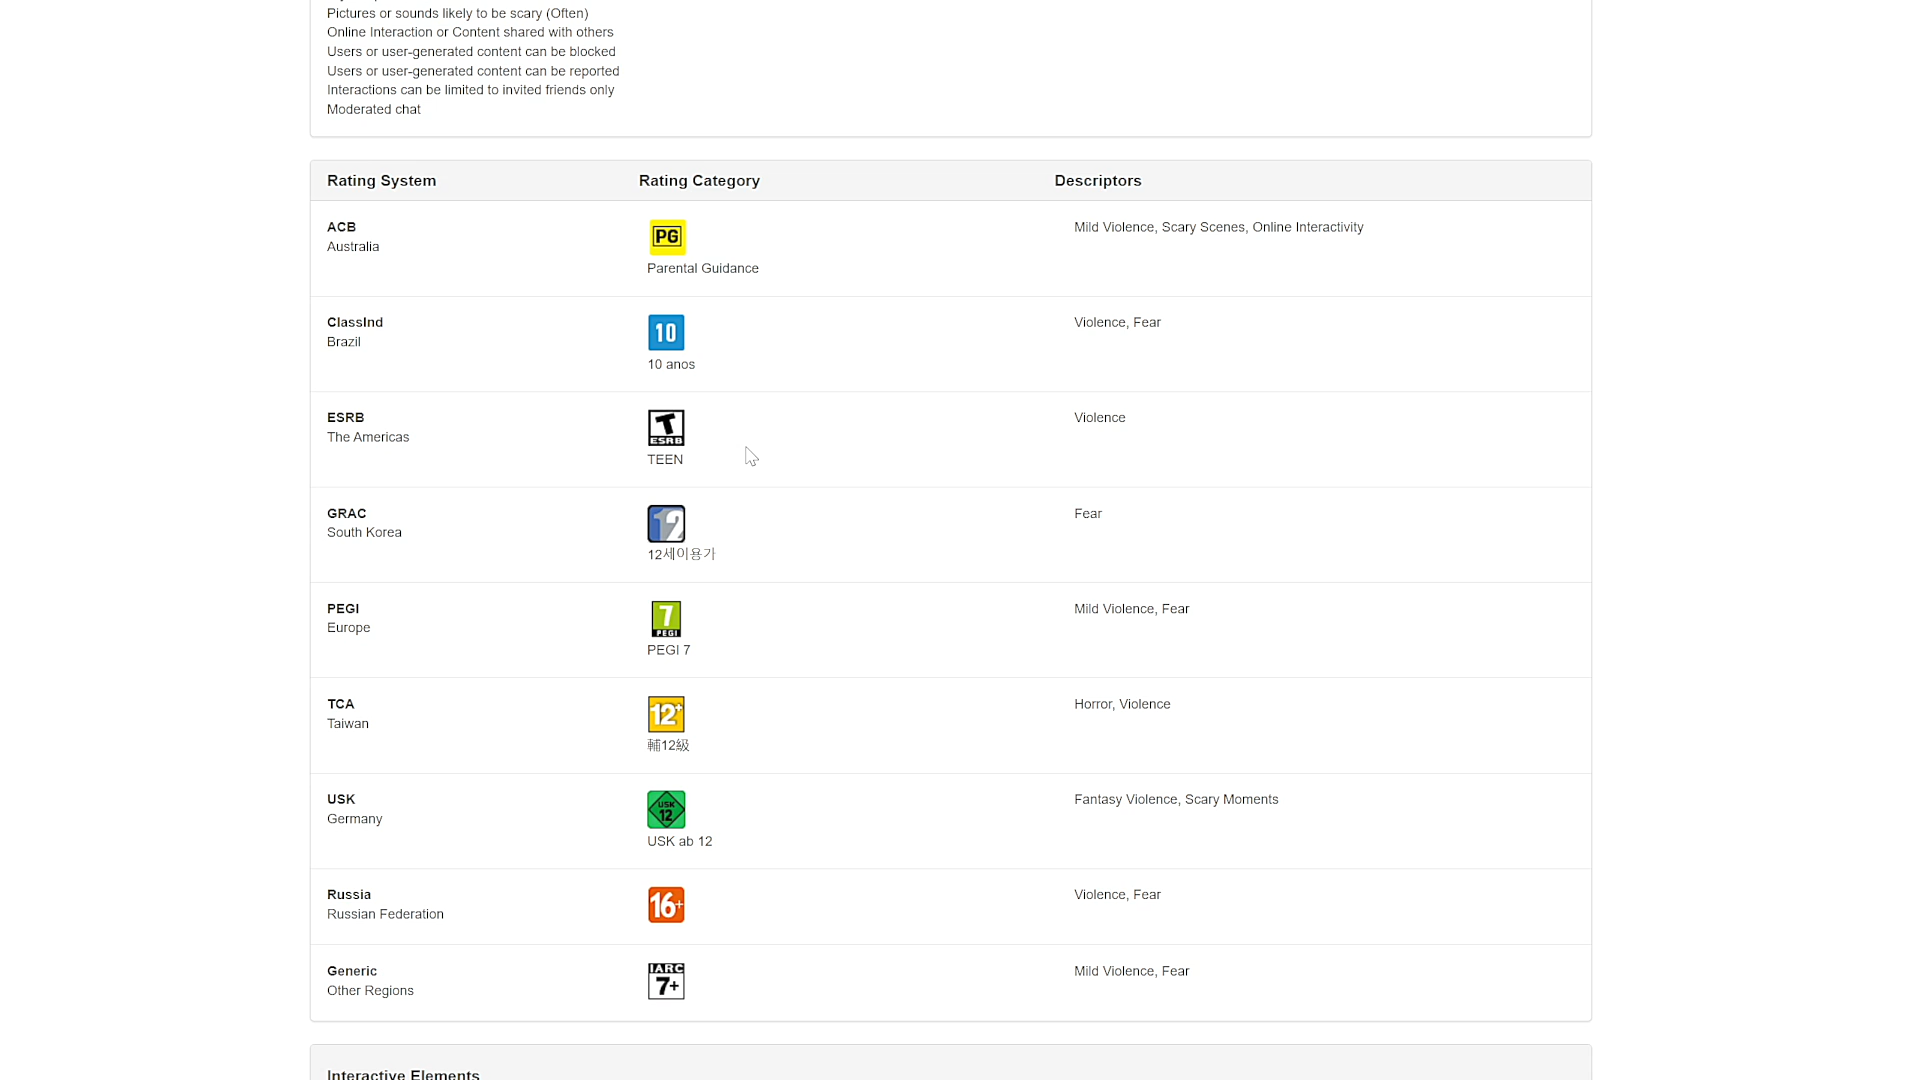 Pictures or sounds likely to be scary (Often)
Online Interaction or Content shared with others
Users or user-generated content can be blocked
Users or user-generated content can be reported
Interactions can be limited to invited friends only
Moderated chat
Rating System Rating Category Descriptors
ACB
Australia
PG
Parental Guidance
Mild Violence, Scary Scenes, Online Interactivity
ClassInd
Brazil
10
10 anos
Violence, Fear
ESRB
The Americas
T
ESRB
TEEN
Violence
GRAC
South Korea
12
12세이용가
Fear
PEGI
Europe
7
PEGI
PEGI 7
Mild Violence, Fear
TCA
Taiwan
12+
輔12級
Horror, Violence
USK
Germany
USK
12
USK ab 12
Fantasy Violence, Scary Moments
Russia
Russian Federation
16+
Violence, Fear
Generic
Other Regions
IARC
7+
Mild Violence, Fear
Interactive Elements